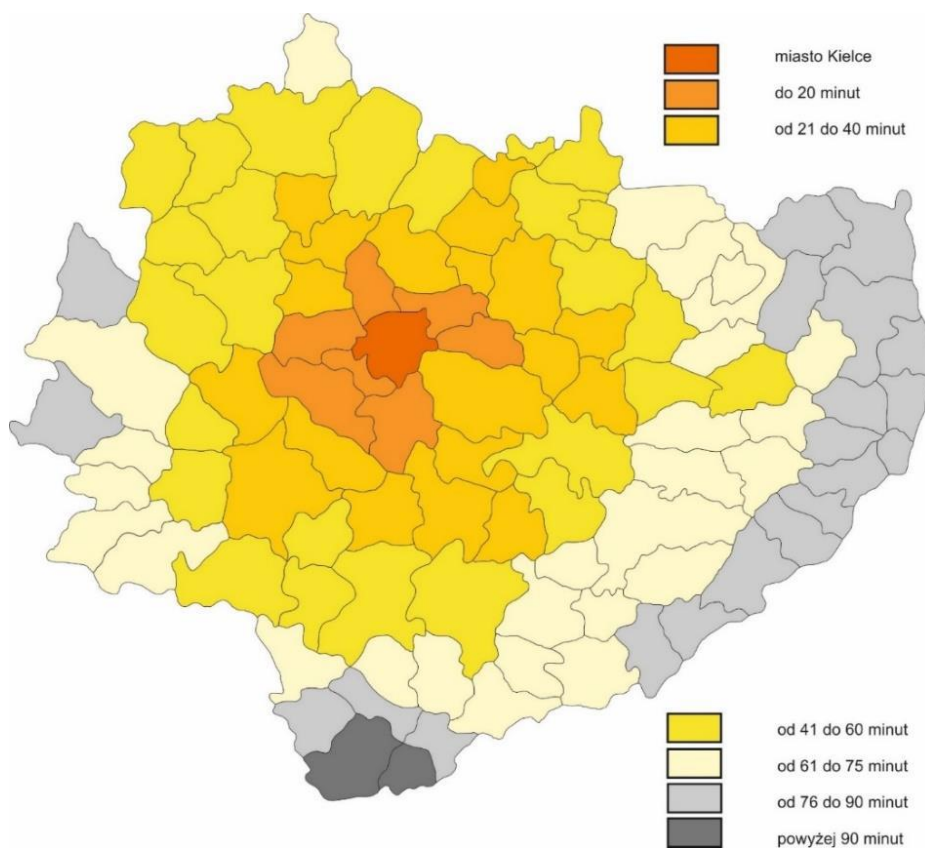 miasto Kielce
do 20 minut
od 21 do 40 minut
od 41 do 60 minut
od 61 do 75 minut
od 76 do 90 minut
powyżej 90 minut